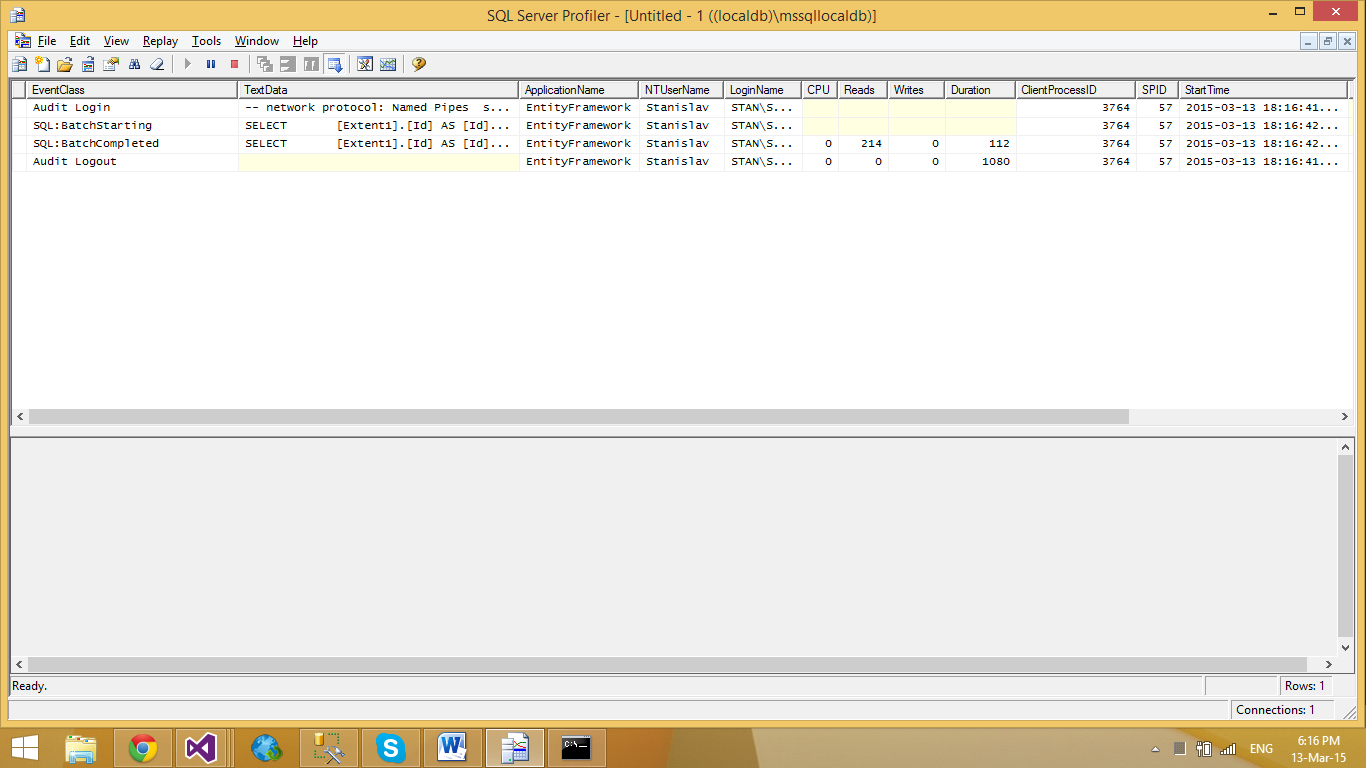 SQL Server Profiler - [Untitled - 1 ((localdb)\mssqllocaldb)]
File Edit View Replay Tools Window Help
EventClass TextData ApplicationName NTUserName LoginName CPU Reads Writes Duration ClientProcessID SPID StartTime
Audit Login -- network protocol: Named Pipes s... EntityFramework Stanislav STAN\S... 3764 57 2015-03-13 18:16:41...
SQL:BatchStarting SELECT [Extent1].[Id] AS [Id]... EntityFramework Stanislav STAN\S... 3764 57 2015-03-13 18:16:42...
SQL:BatchCompleted SELECT [Extent1].[Id] AS [Id]... EntityFramework Stanislav STAN\S... 0 214 0 112 3764 57 2015-03-13 18:16:42...
Audit Logout EntityFramework Stanislav STAN\S... 0 0 0 1080 3764 57 2015-03-13 18:16:41...
Ready. Rows: 1
Connections: 1
C:\_
ENG 6:16 PM
13-Mar-15